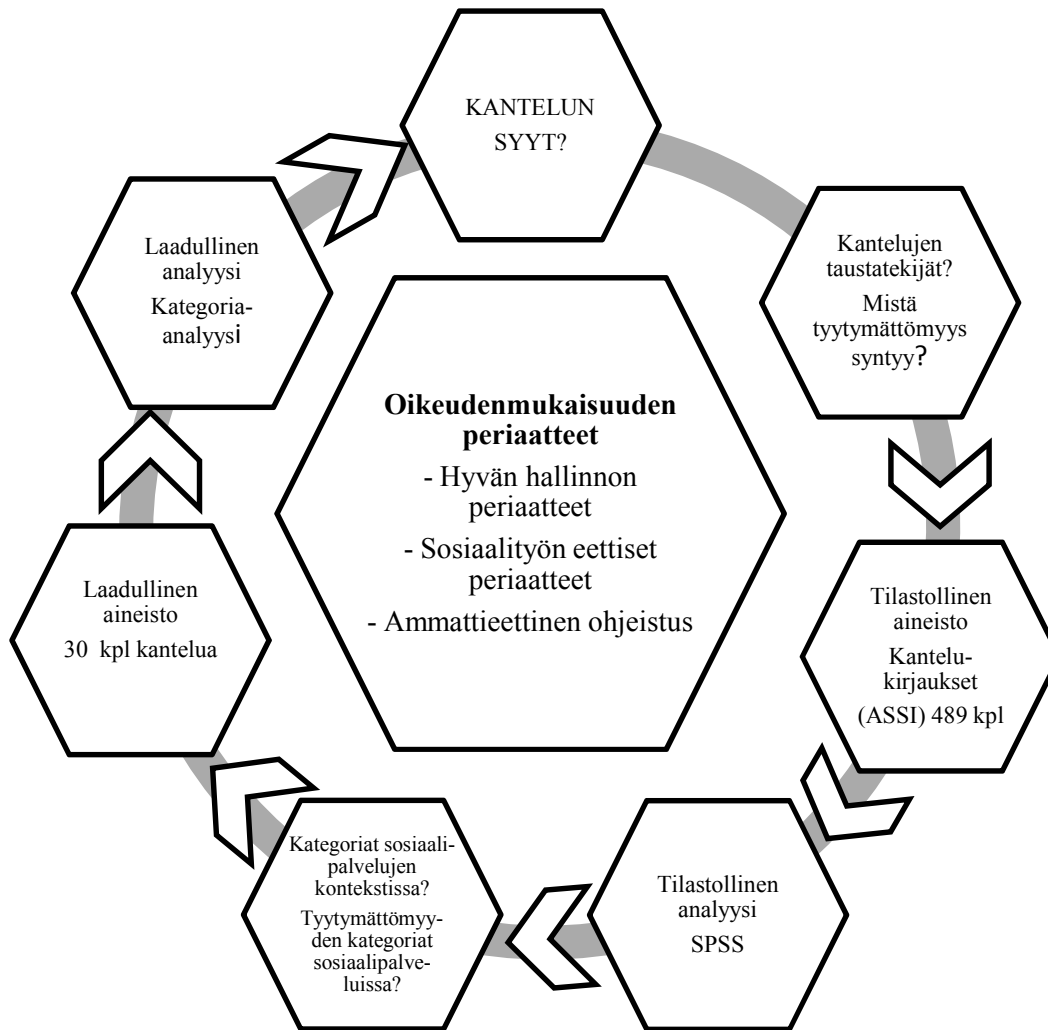 KANTELUN
SYYT?
Kantelujen
taustatekijät?
Mistä
tyytymättömyys
syntyy?
Tilastollinen
aineisto
Kantelu-
kirjaukset
(ASSI) 489 kpl
Tilastollinen
analyysi
SPSS
Kategoriat sosiaali-
palvelujen
kontekstissa?
Tyytymättömyy-
den kategoriat
sosiaalipalve-
luissa?
Laadullinen
aineisto
30 kpl kantelua
Laadullinen
analyysi
Kategoria-
analyysi
Oikeudenmukaisuuden
periaatteet
- Hyvän hallinnon
periaatteet
- Sosiaalityön eettiset
periaatteet
- Ammattieettinen ohjeistus